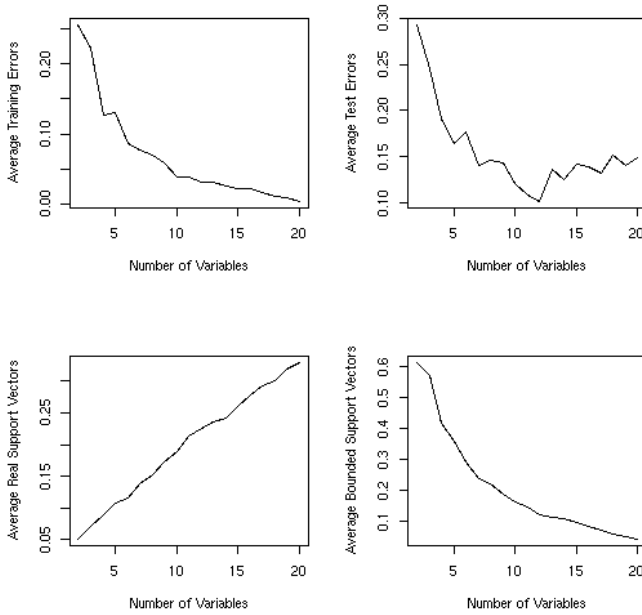 Average Training Errors
0.00 0.10 0.20
5 10 15 20
Number of Variables
Average Test Errors
0.10 0.15 0.20 0.25 0.30
5 10 15 20
Number of Variables
Average Real Support Vectors
0.05 0.15 0.25
5 10 15 20
Number of Variables
Average Bounded Support Vectors
0.1 0.2 0.3 0.4 0.5 0.6
5 10 15 20
Number of Variables